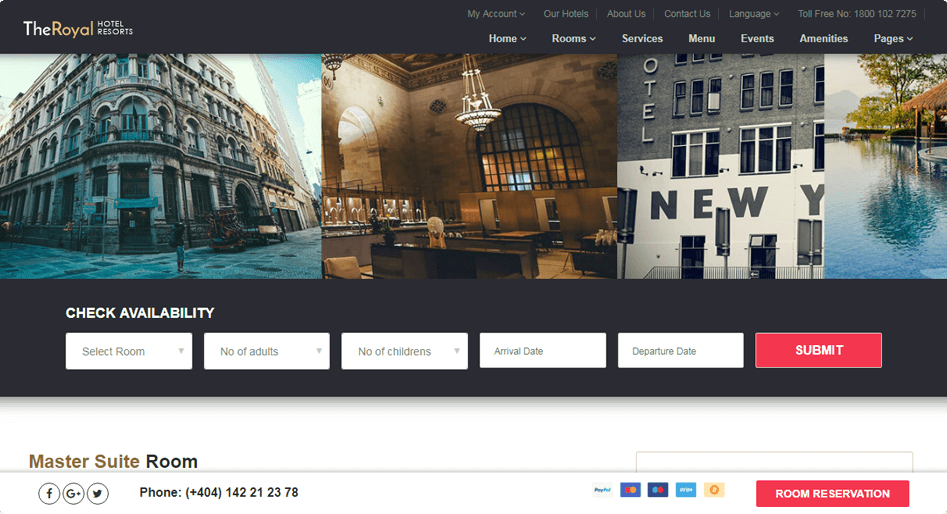 My Account
Our Hotels
About Us
Contact Us
Language
Toll Free No: 1800 102 7275
TheRoyal HOTEL RESORTS
Home
Rooms
Services
Menu
Events
Amenities
Pages
OTEL
NEW Y
CHECK AVAILABILITY
Select Room
No of adults
No of childrens
Arrival Date
Departure Date
SUBMIT
Master Suite Room
f
G+
Phone: (+404) 142 21 23 78
PayPal
ROOM RESERVATION